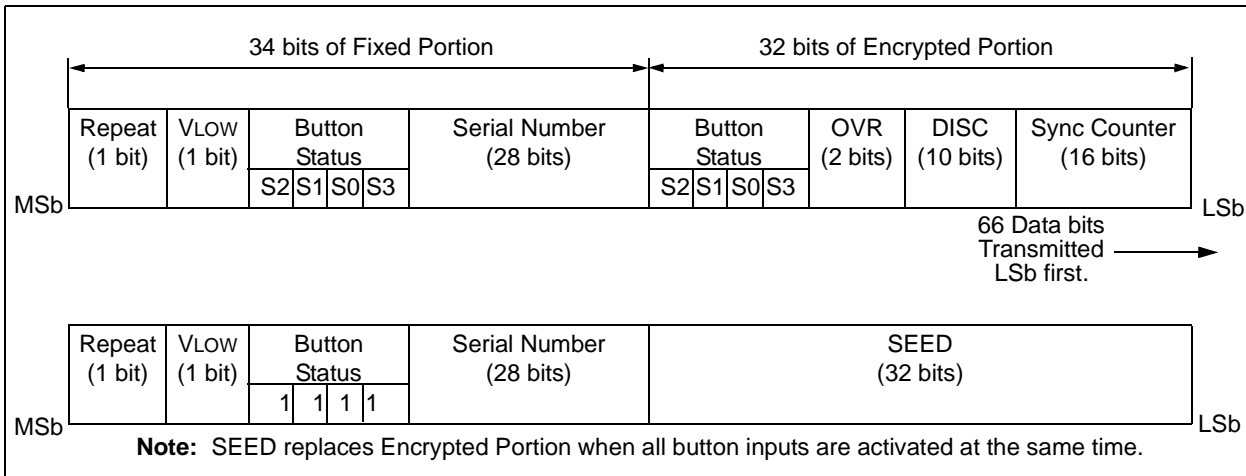 34 bits of Fixed Portion 32 bits of Encrypted Portion
Repeat VLOW Button Serial Number Button OVR DISC Sync Counter
(1 bit) (1 bit) Status (28 bits) Status (2 bits) (10 bits) (16 bits)
S2 S1 S0 S3 S2 S1 S0 S3
MSb LSb
66 Data bits
Transmitted
LSb first.
Repeat VLOW Button Serial Number SEED
(1 bit) (1 bit) Status (28 bits) (32 bits)
1 1 1 1
MSb LSb
Note: SEED replaces Encrypted Portion when all button inputs are activated at the same time.